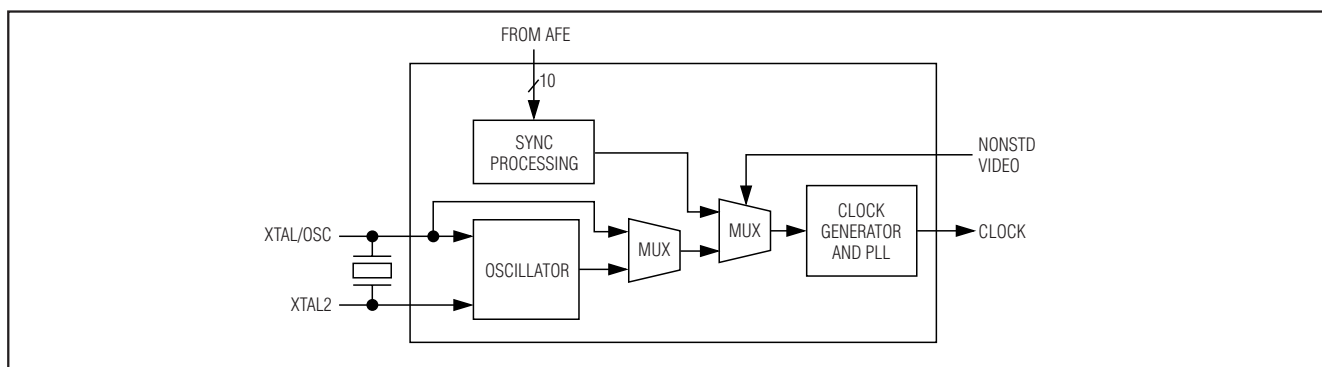 FROM AFE
10
SYNC
PROCESSING
NONSTD
VIDEO
XTAL/OSC
OSCILLATOR
MUX
MUX
CLOCK
GENERATOR
AND PLL
CLOCK
XTAL2